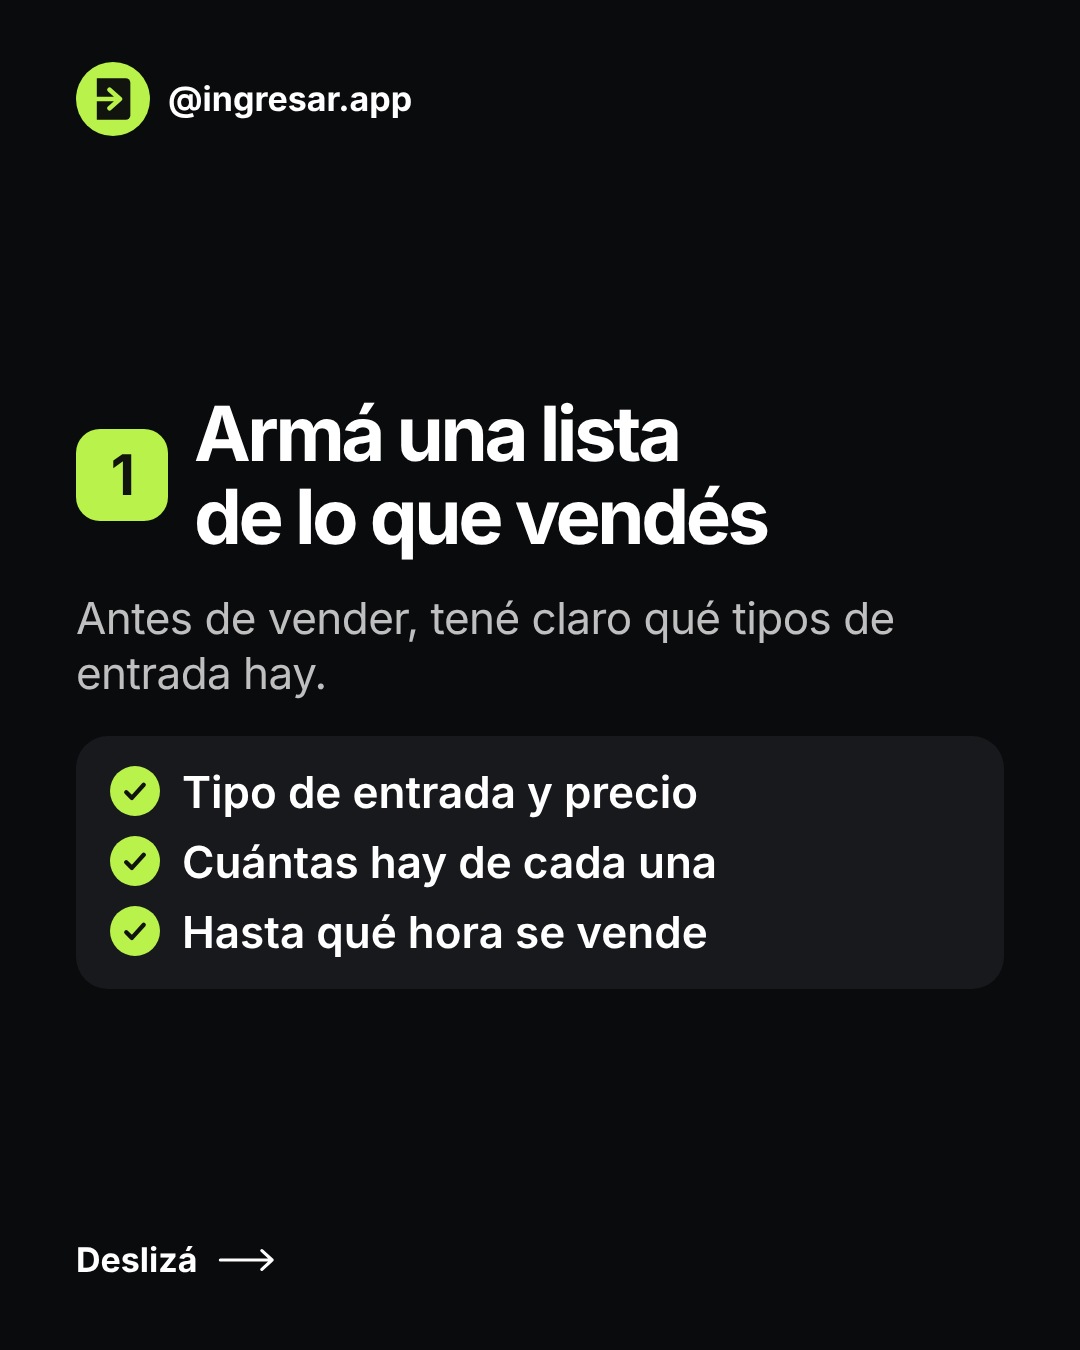 @ingresar.app
1
Armá una lista
de lo que vendés
Antes de vender, tené claro qué tipos de
entrada hay.
Tipo de entrada y precio
Cuántas hay de cada una
Hasta qué hora se vende
Deslizá